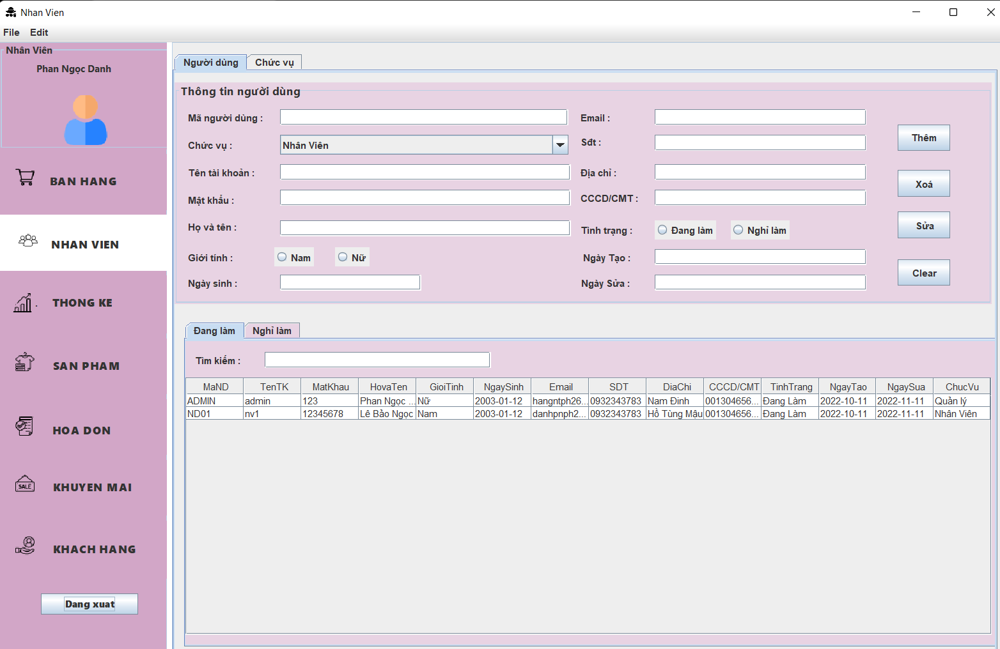 Nhan Vien
File Edit
Nhân Viên
Phan Ngọc Danh
BAN HANG
NHAN VIEN
THONG KE
SAN PHAM
HOA DON
SALE
KHUYEN MAI
KHACH HANG
Dang xuat
Người dùng Chức vụ
Thông tin người dùng
Mã người dùng : Email :
Thêm
Chức vụ : Nhân Viên Sđt :
Tên tài khoản : Địa chỉ :
Xoá
Mật khẩu : CCCD/CMT :
Họ và tên : Tình trạng : Đang làm Nghỉ làm
Sửa
Giới tính : Nam Nữ Ngày Tạo :
Clear
Ngày sinh : Ngày Sửa :
Đang làm Nghỉ làm
Tìm kiếm :
MaND TenTK MatKhau HovaTen GioiTinh NgaySinh Email SDT DiaChi CCCD/CMT TinhTrang NgayTao NgaySua ChucVu
ADMIN admin 123 Phan Ngọc ... Nữ 2003-01-12 hangntph26... 0932343783 Nam Đinh 001304656... Đang Làm 2022-10-11 2022-11-11 Quản lý
ND01 nv1 12345678 Lê Bảo Ngọc Nam 2003-01-12 danhpnph2... 0932343783 Hồ Tùng Mậu 001304656... Đang Làm 2022-10-11 2022-11-11 Nhân Viên